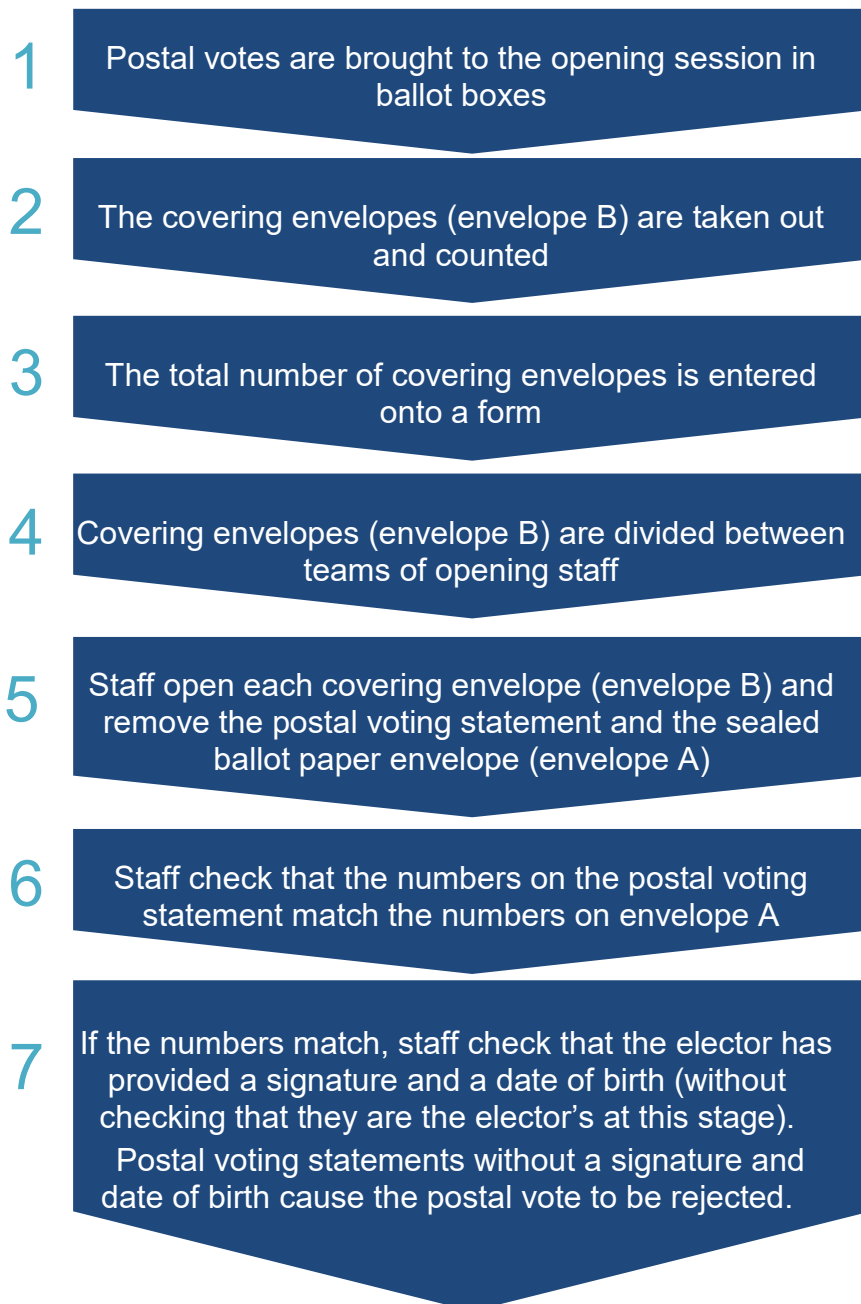 1
Postal votes are brought to the opening session in
ballot boxes
2
The covering envelopes (envelope B) are taken out
and counted
3
The total number of covering envelopes is entered
onto a form
4
Covering envelopes (envelope B) are divided between
teams of opening staff
5
Staff open each covering envelope (envelope B) and
remove the postal voting statement and the sealed
ballot paper envelope (envelope A)
6
Staff check that the numbers on the postal voting
statement match the numbers on envelope A
7
If the numbers match, staff check that the elector has
provided a signature and a date of birth (without
checking that they are the elector’s at this stage).
Postal voting statements without a signature and
date of birth cause the postal vote to be rejected.